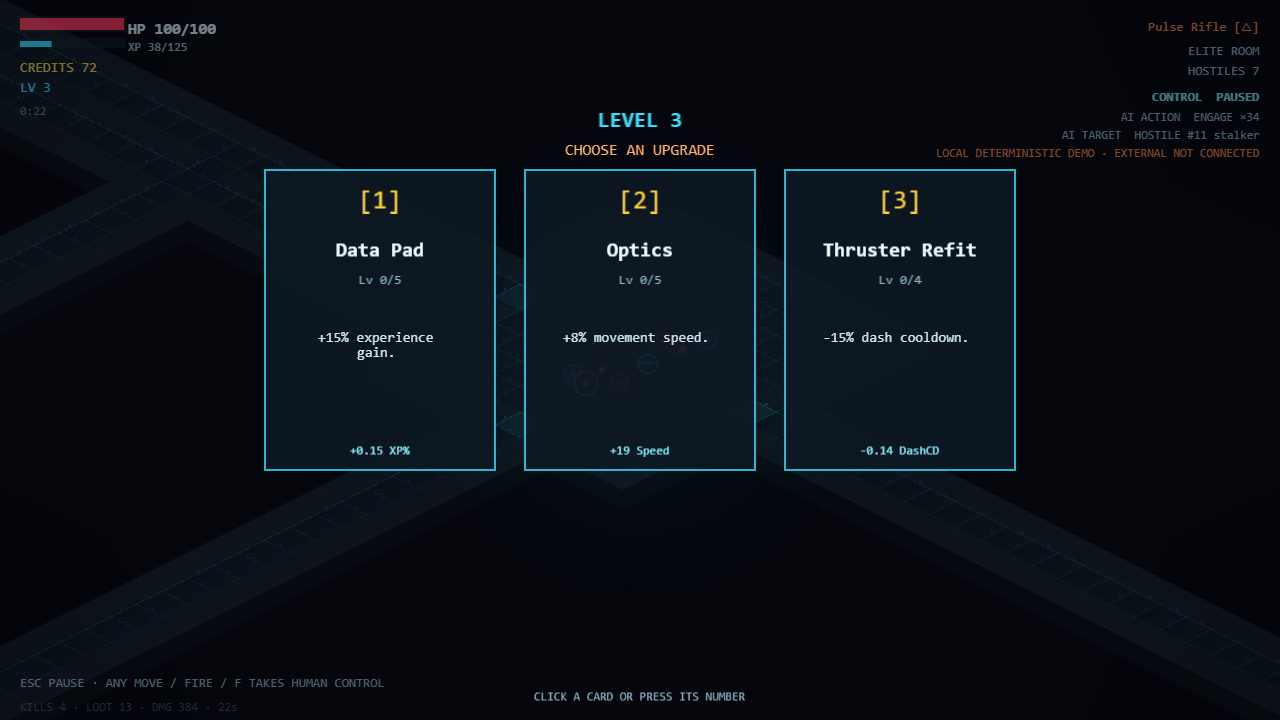 HP 100/100
XP 38/125
CREDITS 72
LV 3
0:22
Pulse Rifle [△]
ELITE ROOM
HOSTILES 7
CONTROL PAUSED
AI ACTION ENGAGE ×34
AI TARGET HOSTILE #11 stalker
LOCAL DETERMINISTIC DEMO · EXTERNAL NOT CONNECTED
LEVEL 3
CHOOSE AN UPGRADE
[1]
Data Pad
Lv 0/5
+15% experience
gain.
+0.15 XP%
[2]
Optics
Lv 0/5
+8% movement speed.
+19 Speed
[3]
Thruster Refit
Lv 0/4
-15% dash cooldown.
-0.14 DashCD
ESC PAUSE · ANY MOVE / FIRE / F TAKES HUMAN CONTROL
KILLS 4 · LOOT 13 · DMG 384 · 22s
CLICK A CARD OR PRESS ITS NUMBER